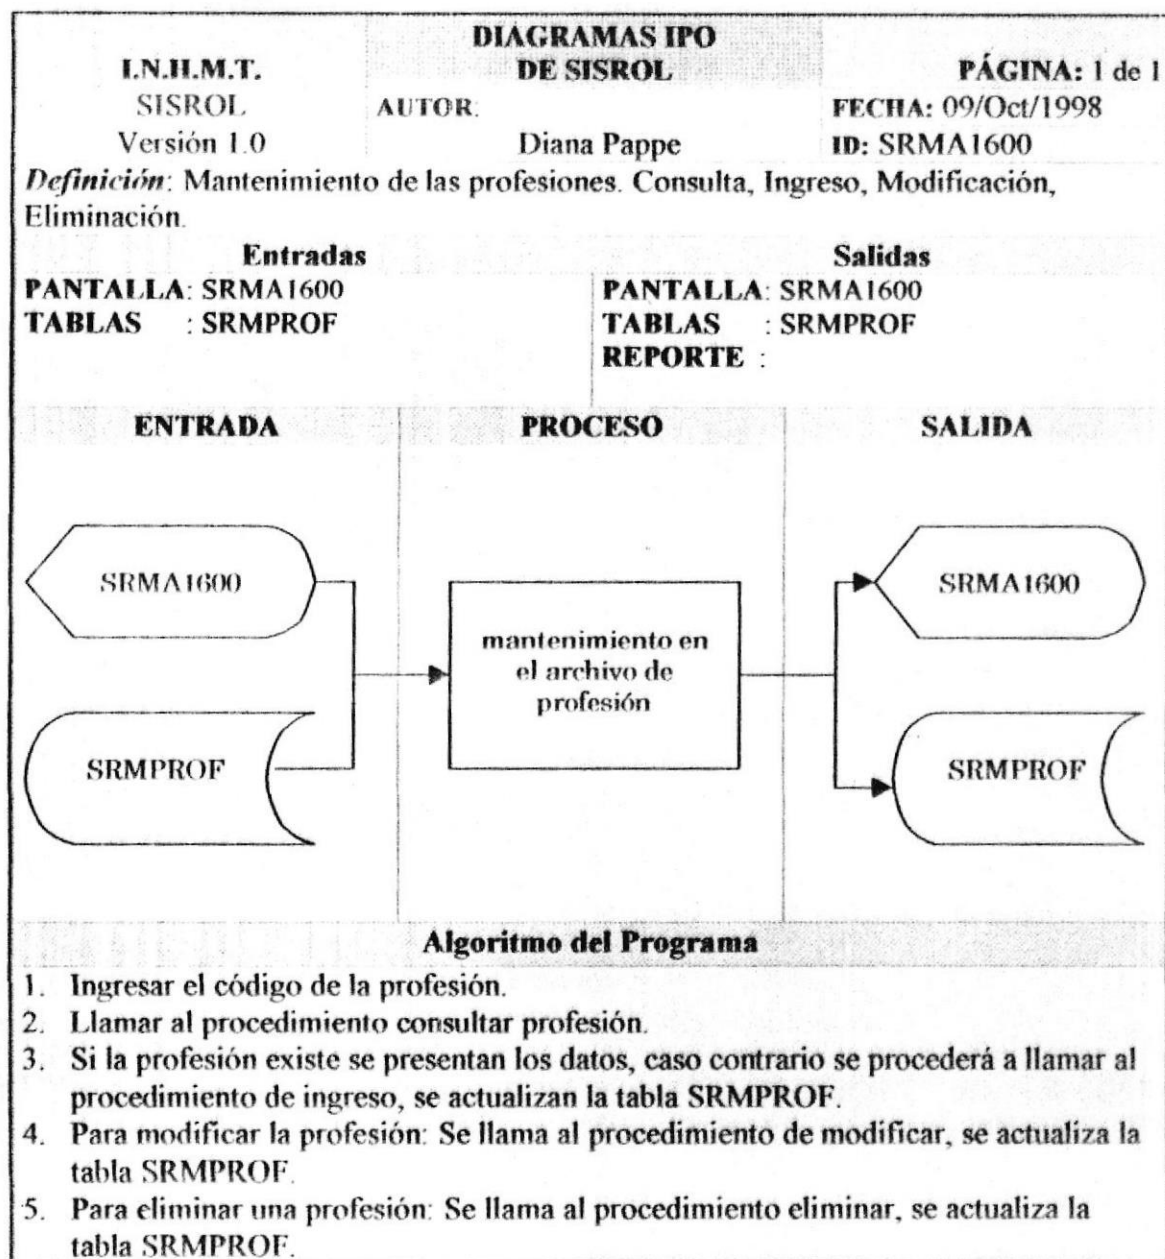 DIAGRAMAS IPO
I.N.H.M.T. DE SISROL PÁGINA: 1 de 1
SISROL AUTOR: FECHA: 09/Oct/1998
Versión 1.0 Diana Pappe ID: SRMA1600
Definición: Mantenimiento de las profesiones. Consulta, Ingreso, Modificación,
Eliminación.
Entradas Salidas
PANTALLA: SRMA1600 PANTALLA: SRMA1600
TABLAS : SRMPROF TABLAS : SRMPROF
REPORTE :
ENTRADA PROCESO SALIDA
SRMA1600 SRMA1600
mantenimiento en
el archivo de
profesión
SRMPROF SRMPROF
Algoritmo del Programa
1. Ingresar el código de la profesión.
2. Llamar al procedimiento consultar profesión.
3. Si la profesión existe se presentan los datos, caso contrario se procederá a llamar al
procedimiento de ingreso, se actualizan la tabla SRMPROF.
4. Para modificar la profesión: Se llama al procedimiento de modificar, se actualiza la
tabla SRMPROF.
5. Para eliminar una profesión: Se llama al procedimiento eliminar, se actualiza la
tabla SRMPROF.